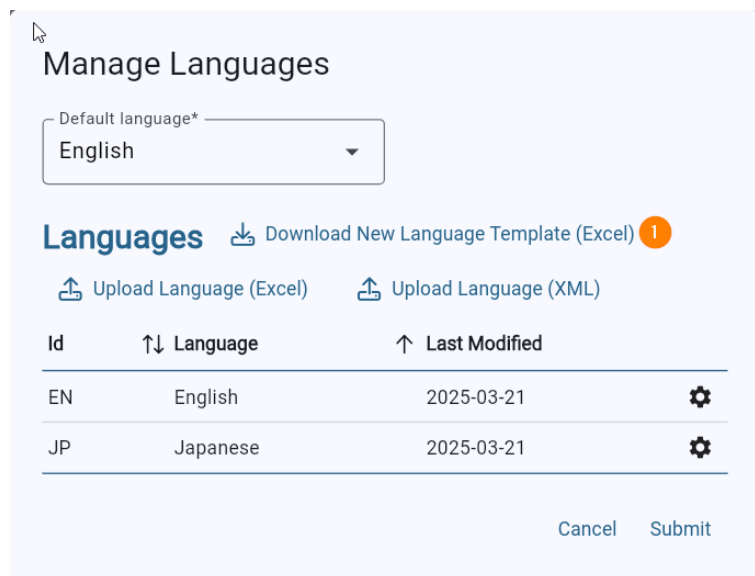 Manage Languages
Default language*
English
Languages Download New Language Template (Excel) 1
Upload Language (Excel) Upload Language (XML)
Id Language Last Modified
EN English 2025-03-21
JP Japanese 2025-03-21
Cancel Submit